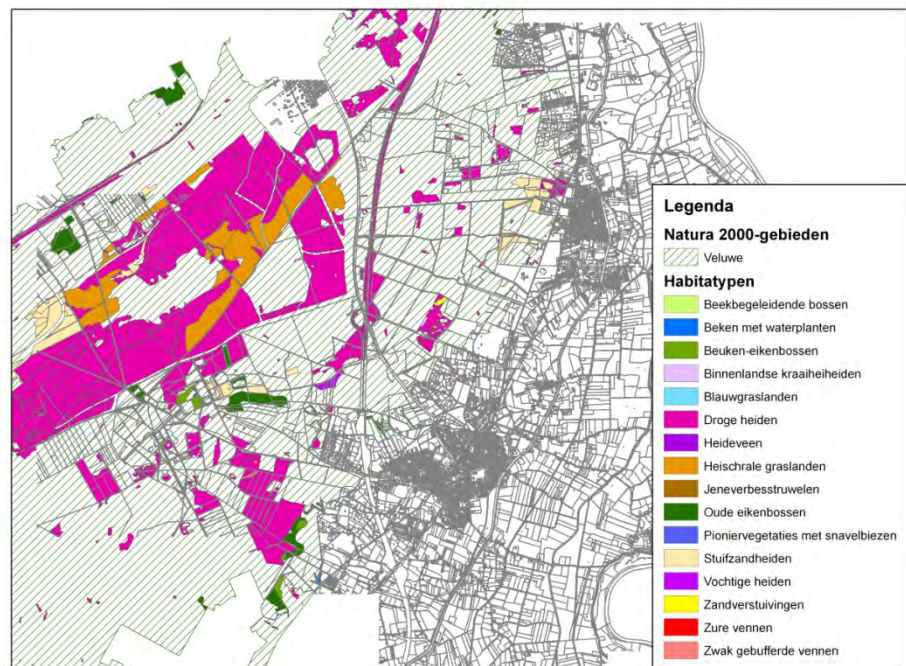 Legenda
Natura 2000-gebieden
Veluwe
Habitatypen
Beekbegeleidende bossen
Beken met waterplanten
Beuken-eikenbossen
Binnenlandse kraaiheiheiden
Blauwgraslanden
Droge heiden
Heideveen
Heischrale graslanden
Jeneverbesstruwelen
Oude eikenbossen
Pioniervegetaties met snavelbiezen
Stuifzandheiden
Vochtige heiden
Zandverstuivingen
Zure vennen
Zwak gebufferde vennen